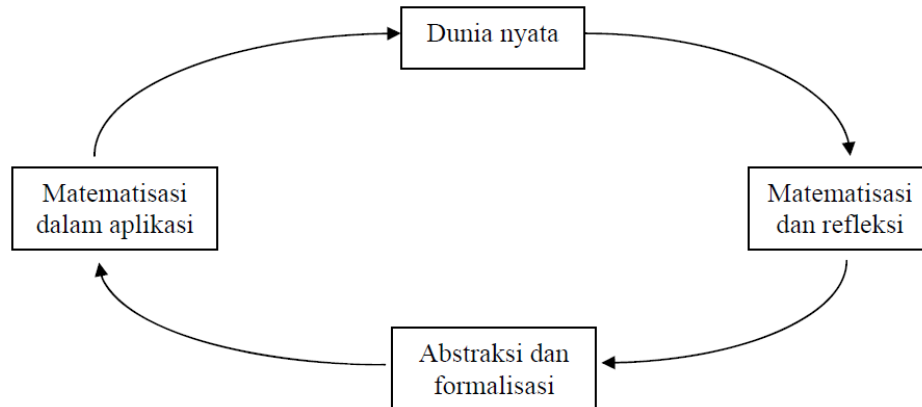 Dunia nyata
Matematisasi
dalam aplikasi
Matematisasi
dan refleksi
Abstraksi dan
formalisasi